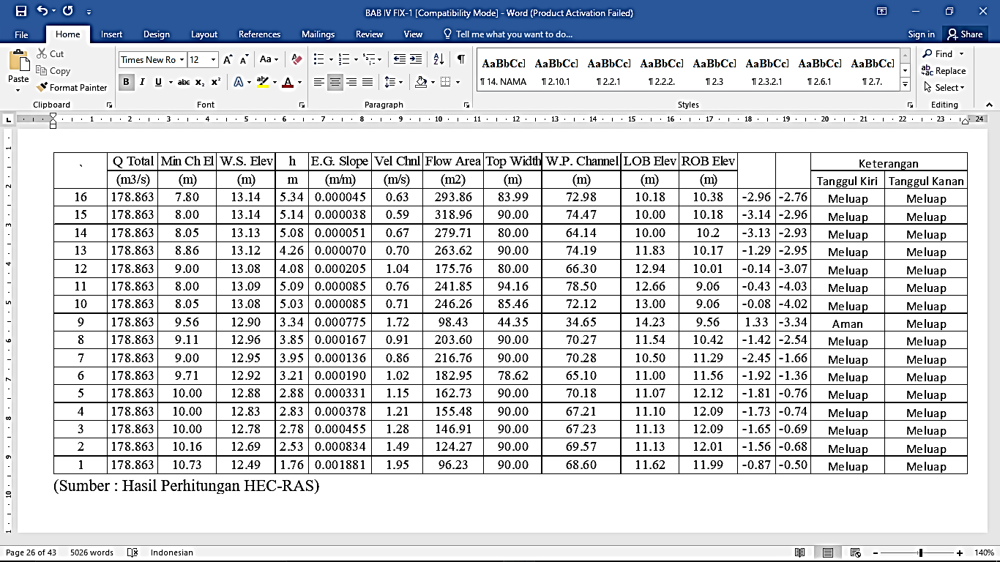 BAB IV FIX-1 [Compatibility Mode] - Word (Product Activation Failed)
File Home Insert Design Layout References Mailings Review View Tell me what you want to do... Sign in Share
Paste Cut Copy Format Painter
Times New Ro 12
AaBbCcI AaBbCcI AaBbCcI AaBbCcI AaBbCcI AaBbCcI AaBbCcI AaBbCcI
¶ 14. NAMA ¶ 2.10.1 ¶ 2.2.1 ¶ 2.2.2. ¶ 2.3 ¶ 2.3.2.1 ¶ 2.6.1 ¶ 2.7.
Find Replace Select
Clipboard Font Paragraph Styles Editing
1 2 3 4 5 6 7 8 9 10 11 12 13 14 15 16 17 18 19 20 21 22 23 24
` Q Total Min Ch El W.S. Elev h E.G. Slope Vel Chnl Flow Area Top Width W.P. Channel LOB Elev ROB Elev Keterangan
(m3/s) (m) (m) m (m/m) (m/s) (m2) (m) (m) (m) (m) Tanggul Kiri Tanggul Kanan
16 178.863 7.80 13.14 5.34 0.000045 0.63 293.86 83.99 72.98 10.18 10.38 -2.96 -2.76 Meluap Meluap
15 178.863 8.00 13.14 5.14 0.000038 0.59 318.96 90.00 74.47 10.00 10.18 -3.14 -2.96 Meluap Meluap
14 178.863 8.05 13.13 5.08 0.000051 0.67 279.71 80.00 64.14 10.00 10.2 -3.13 -2.93 Meluap Meluap
13 178.863 8.86 13.12 4.26 0.000070 0.70 263.62 90.00 74.19 11.83 10.17 -1.29 -2.95 Meluap Meluap
12 178.863 9.00 13.08 4.08 0.000205 1.04 175.76 80.00 66.30 12.94 10.01 -0.14 -3.07 Meluap Meluap
11 178.863 8.00 13.09 5.09 0.000085 0.76 241.85 94.16 78.50 12.66 9.06 -0.43 -4.03 Meluap Meluap
10 178.863 8.05 13.08 5.03 0.000085 0.71 246.26 85.46 72.12 13.00 9.06 -0.08 -4.02 Meluap Meluap
9 178.863 9.56 12.90 3.34 0.000775 1.72 98.43 44.35 34.65 14.23 9.56 1.33 -3.34 Aman Meluap
8 178.863 9.11 12.96 3.85 0.000167 0.91 203.60 90.00 70.27 11.54 10.42 -1.42 -2.54 Meluap Meluap
7 178.863 9.00 12.95 3.95 0.000136 0.86 216.76 90.00 70.28 10.50 11.29 -2.45 -1.66 Meluap Meluap
6 178.863 9.71 12.92 3.21 0.000190 1.02 182.95 78.62 65.10 11.00 11.56 -1.92 -1.36 Meluap Meluap
5 178.863 10.00 12.88 2.88 0.000331 1.15 162.73 90.00 70.18 11.07 12.12 -1.81 -0.76 Meluap Meluap
4 178.863 10.00 12.83 2.83 0.000378 1.21 155.48 90.00 67.21 11.10 12.09 -1.73 -0.74 Meluap Meluap
3 178.863 10.00 12.78 2.78 0.000455 1.28 146.91 90.00 67.23 11.13 12.09 -1.65 -0.69 Meluap Meluap
2 178.863 10.16 12.69 2.53 0.000834 1.49 124.27 90.00 69.57 11.13 12.01 -1.56 -0.68 Meluap Meluap
1 178.863 10.73 12.49 1.76 0.001881 1.95 96.23 90.00 68.60 11.62 11.99 -0.87 -0.50 Meluap Meluap
(Sumber : Hasil Perhitungan HEC-RAS)
Page 26 of 43 5026 words Indonesian 140%